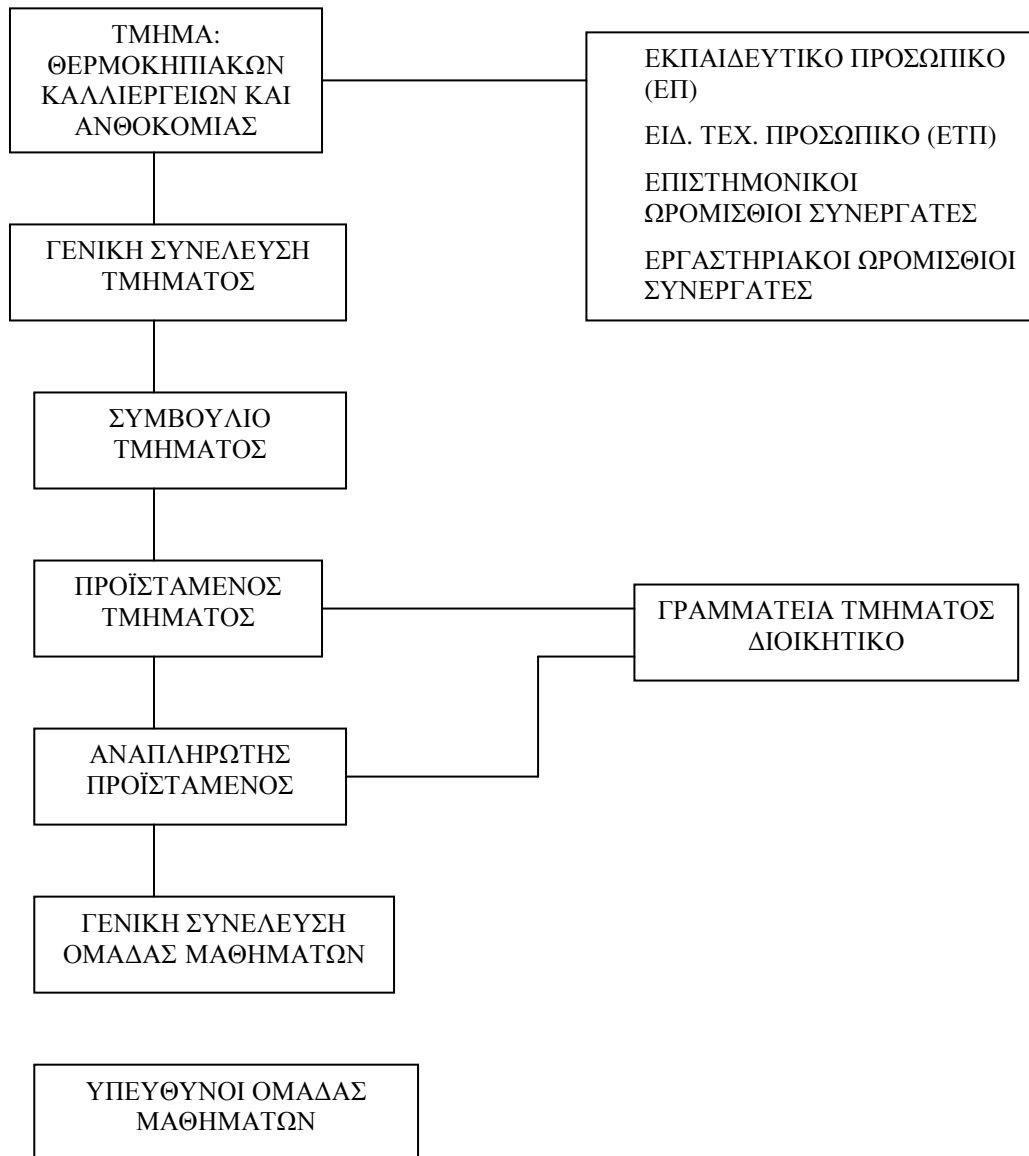 ΤΜΗΜΑ:
ΘΕΡΜΟΚΗΠΙΑΚΩΝ
ΚΑΛΛΙΕΡΓΕΙΩΝ ΚΑΙ
ΑΝΘΟΚΟΜΙΑΣ
ΕΚΠΑΙΔΕΥΤΙΚΟ ΠΡΟΣΩΠΙΚΟ
(ΕΠ)
ΕΙΔ. ΤΕΧ. ΠΡΟΣΩΠΙΚΟ (ΕΤΠ)
ΕΠΙΣΤΗΜΟΝΙΚΟΙ
ΩΡΟΜΙΣΘΙΟΙ ΣΥΝΕΡΓΑΤΕΣ
ΕΡΓΑΣΤΗΡΙΑΚΟΙ ΩΡΟΜΙΣΘΙΟΙ
ΣΥΝΕΡΓΑΤΕΣ
ΓΕΝΙΚΗ ΣΥΝΕΛΕΥΣΗ
ΤΜΗΜΑΤΟΣ
ΣΥΜΒΟΥΛΙΟ
ΤΜΗΜΑΤΟΣ
ΠΡΟΪΣΤΑΜΕΝΟΣ
ΤΜΗΜΑΤΟΣ
ΓΡΑΜΜΑΤΕΙΑ ΤΜΗΜΑΤΟΣ
ΔΙΟΙΚΗΤΙΚΟ
ΑΝΑΠΛΗΡΩΤΗΣ
ΠΡΟΪΣΤΑΜΕΝΟΣ
ΓΕΝΙΚΗ ΣΥΝΕΛΕΥΣΗ
ΟΜΑΔΑΣ ΜΑΘΗΜΑΤΩΝ
ΥΠΕΥΘΥΝΟΙ ΟΜΑΔΑΣ
ΜΑΘΗΜΑΤΩΝ